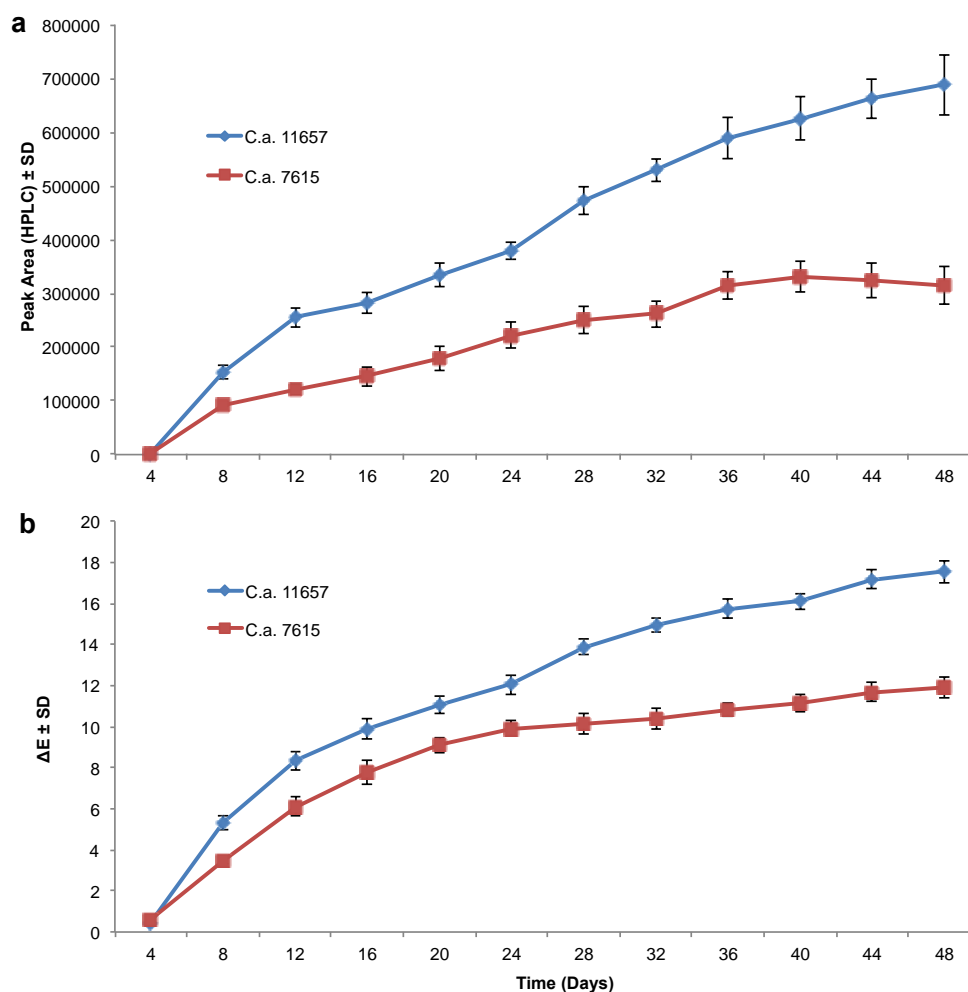 a
Peak Area (HPLC) ± SD
800000
700000
600000
500000
400000
300000
200000
100000
0
C.a. 11657
C.a. 7615
4 8 12 16 20 24 28 32 36 40 44 48
b
ΔE ± SD
20
18
16
14
12
10
8
6
4
2
0
C.a. 11657
C.a. 7615
4 8 12 16 20 24 28 32 36 40 44 48
Time (Days)